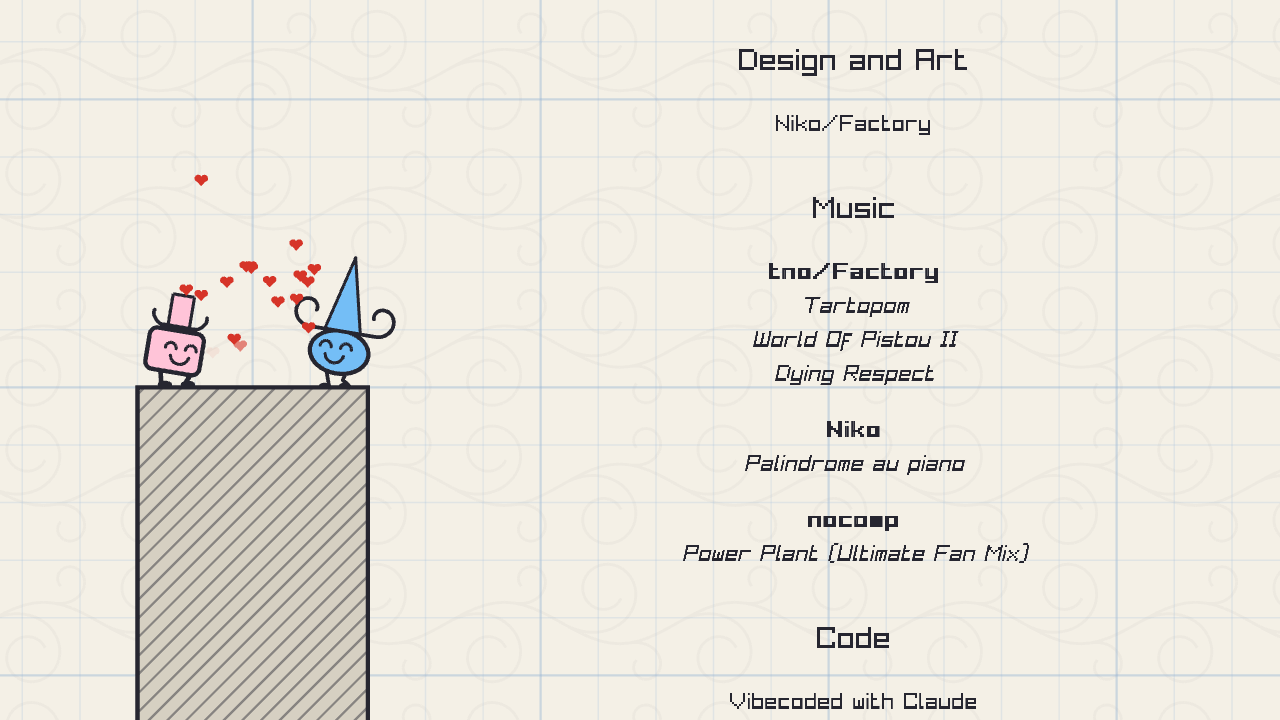 Design and Art
Niko/Factory
Music
tno/Factory
Tartopom
World Of Pistou II
Dying Respect
Niko
Palindrome au piano
nocomp
Power Plant (Ultimate Fan Mix)
Code
Vibecoded with Claude